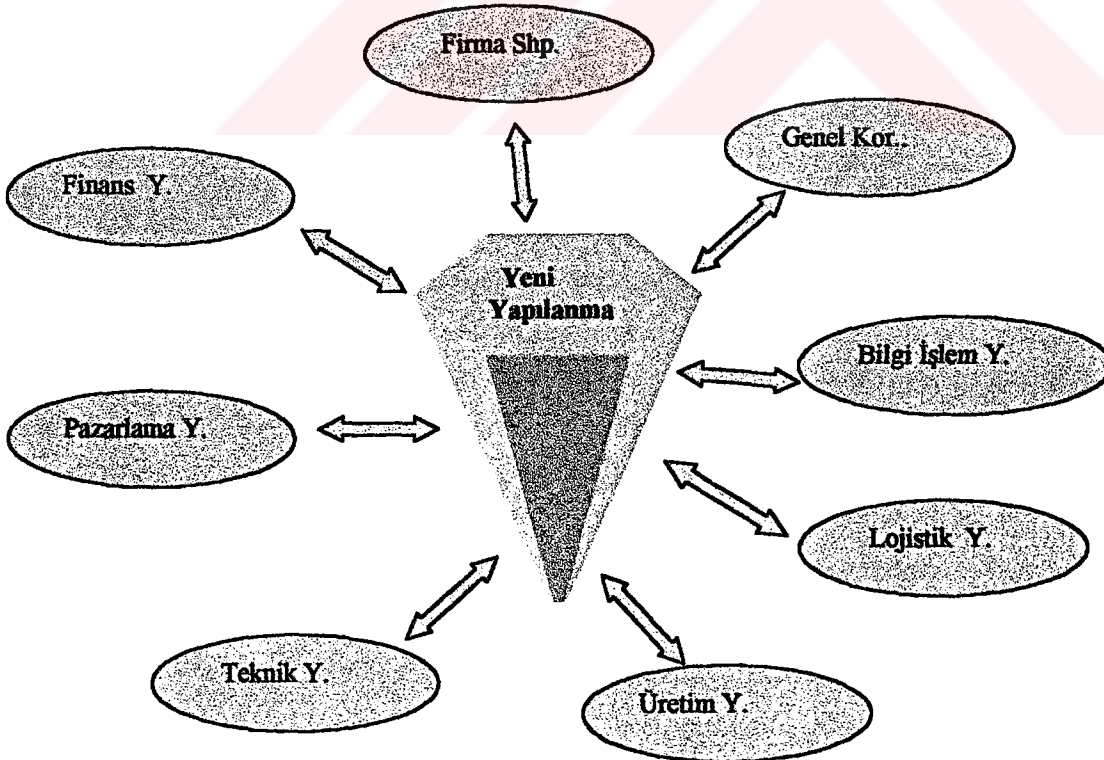 Firma Shp.
Genel Kor..
Finans Y.
Yeni
Yapılanma
Bilgi İşlem Y.
Pazarlama Y.
Lojistik Y.
Teknik Y.
Üretim Y.